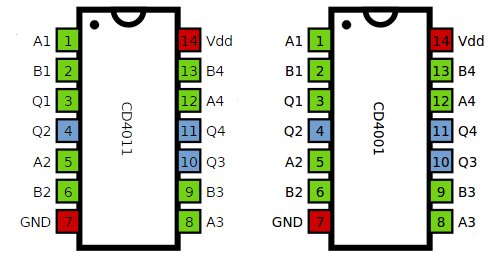 A1 1 14 Vdd A1 1 14 Vdd
B1 2 13 B4 B1 2 13 B4
Q1 3 12 A4 Q1 3 12 A4
CD4011 CD4001
Q2 4 11 Q4 Q2 4 11 Q4
A2 5 10 Q3 A2 5 10 Q3
B2 6 9 B3 B2 6 9 B3
GND 7 8 A3 GND 7 8 A3